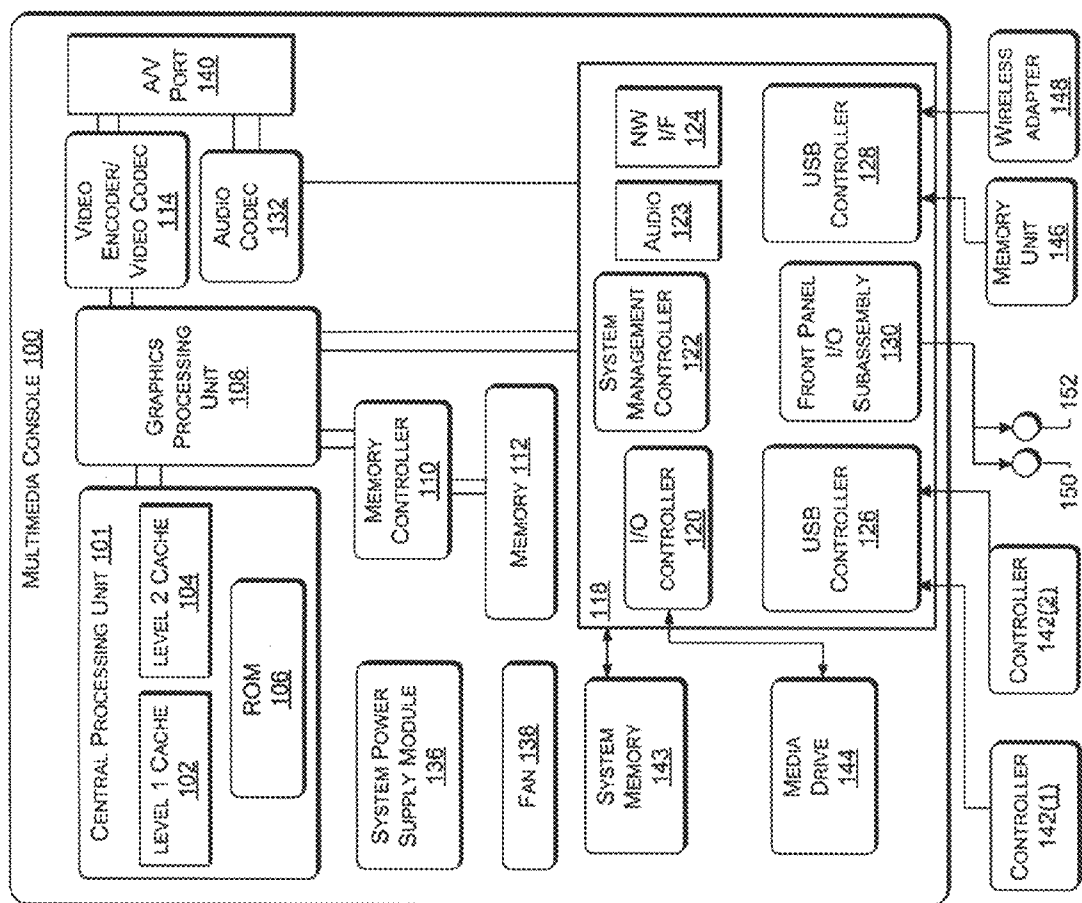 MULTIMEDIA CONSOLE 100
CENTRAL PROCESSING UNIT 101
LEVEL 1 CACHE
102
LEVEL 2 CACHE
104
ROM
106
GRAPHICS
PROCESSING
UNIT
108
VIDEO
ENCODER/
VIDEO CODEC
114
A/V
PORT
140
AUDIO
CODEC
132
MEMORY
CONTROLLER
110
MEMORY 112
SYSTEM POWER
SUPPLY MODULE
136
FAN 138
118
I/O
CONTROLLER
120
SYSTEM
MANAGEMENT
CONTROLLER
122
AUDIO
123
NW
I/F
124
SYSTEM
MEMORY
143
MEDIA
DRIVE
144
USB
CONTROLLER
126
FRONT PANEL
I/O
SUBASSEMBLY
130
USB
CONTROLLER
128
CONTROLLER
142(1)
CONTROLLER
142(2)
150
152
MEMORY
UNIT
146
WIRELESS
ADAPTER
148